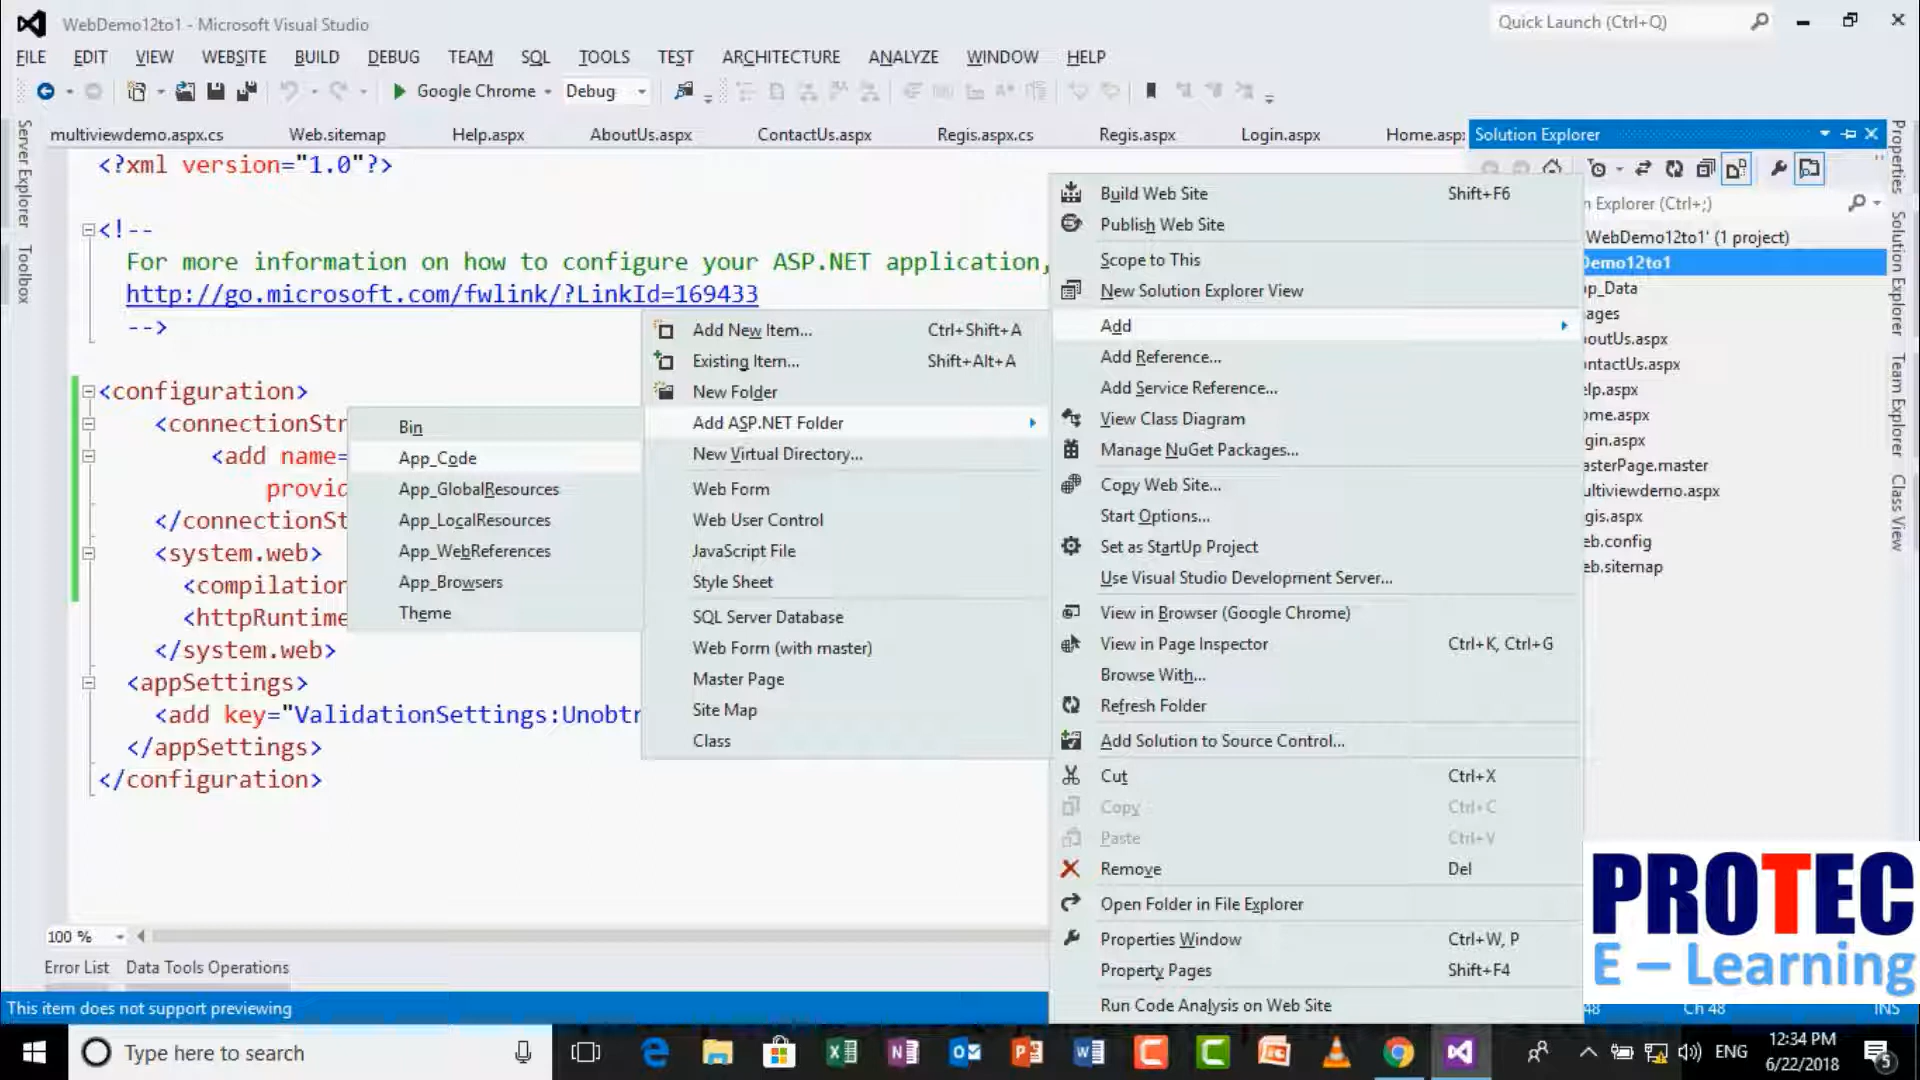 WebDemo12to1 - Microsoft Visual Studio
Quick Launch (Ctrl+Q)
FILE EDIT VIEW WEBSITE BUILD DEBUG TEAM SQL TOOLS TEST ARCHITECTURE ANALYZE WINDOW HELP
Google Chrome Debug
multiviewdemo.aspx.cs Web.sitemap Help.aspx AboutUs.aspx ContactUs.aspx Regis.aspx.cs Regis.aspx Login.aspx Home.asp
Server Explorer
Toolbox
<?xml version="1.0"?>
<!--
For more information on how to configure your ASP.NET application,
http://go.microsoft.com/fwlink/?LinkId=169433
-->
<configuration>
<connectionStr
<add name=
provid
</connectionSt
<system.web>
<compilation
<httpRuntime
</system.web>
<appSettings>
<add key="ValidationSettings:Unobtr
</appSettings>
</configuration>
Bin
App_Code
App_GlobalResources
App_LocalResources
App_WebReferences
App_Browsers
Theme
Add New Item... Ctrl+Shift+A
Existing Item... Shift+Alt+A
New Folder
Add ASP.NET Folder
New Virtual Directory...
Web Form
Web User Control
JavaScript File
Style Sheet
SQL Server Database
Web Form (with master)
Master Page
Site Map
Class
Build Web Site Shift+F6
Publish Web Site
Scope to This
New Solution Explorer View
Add
Add Reference...
Add Service Reference...
View Class Diagram
Manage NuGet Packages...
Copy Web Site...
Start Options...
Set as StartUp Project
Use Visual Studio Development Server...
View in Browser (Google Chrome)
View in Page Inspector Ctrl+K, Ctrl+G
Browse With...
Refresh Folder
Add Solution to Source Control...
Cut Ctrl+X
Copy Ctrl+C
Paste Ctrl+V
Remove Del
Open Folder in File Explorer
Properties Window Ctrl+W, P
Property Pages Shift+F4
Run Code Analysis on Web Site
Solution Explorer
n Explorer (Ctrl+;)
WebDemo12to1' (1 project)
Demo12to1
p_Data
ages
outUs.aspx
ntactUs.aspx
elp.aspx
me.aspx
gin.aspx
asterPage.master
ultiviewdemo.aspx
gis.aspx
eb.config
eb.sitemap
Properties
Solution Explorer
Team Explorer
Class View
PROTEC
E – Learning
100 %
Error List Data Tools Operations
This item does not support previewing
48 Ch 48 INS
Type here to search
ENG
12:34 PM
6/22/2018
5